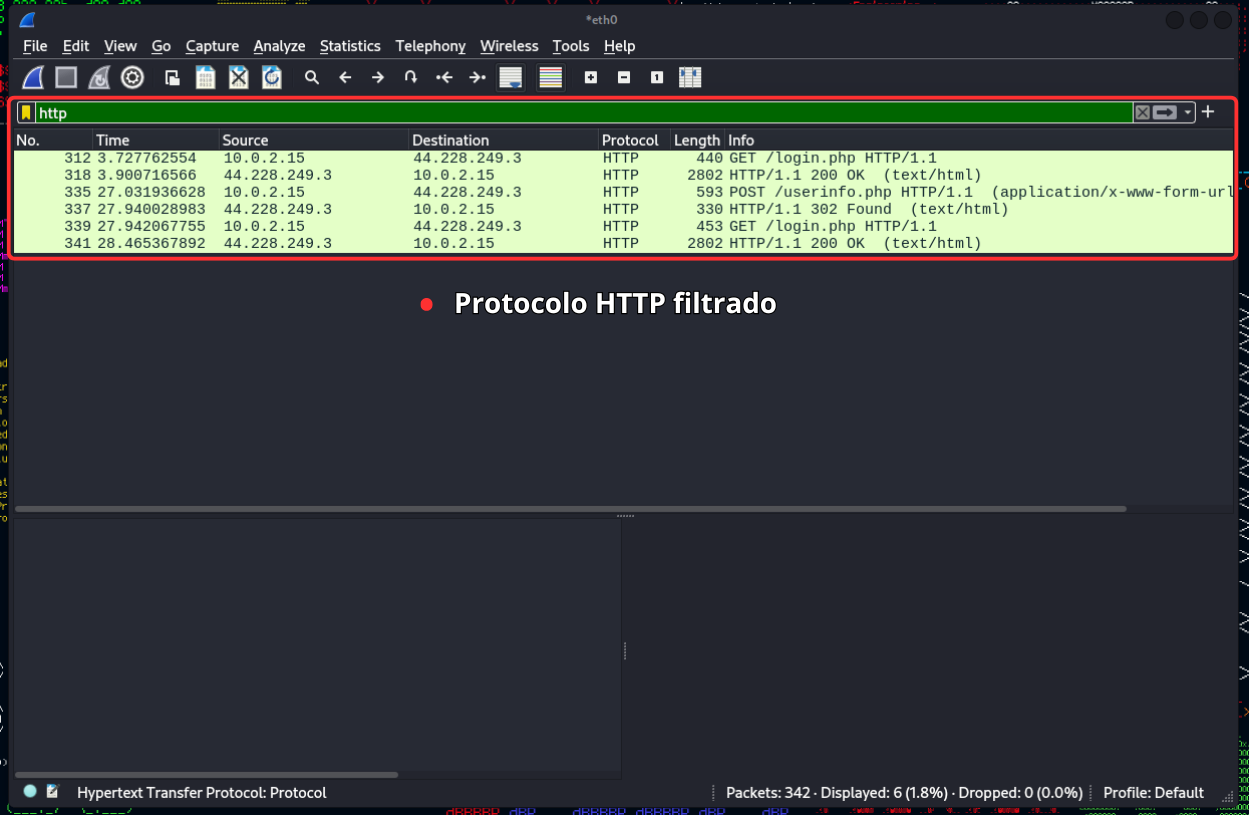 *eth0
File Edit View Go Capture Analyze Statistics Telephony Wireless Tools Help
http
No. Time Source Destination Protocol Length Info
312 3.727762554 10.0.2.15 44.228.249.3 HTTP 440 GET /login.php HTTP/1.1
318 3.900716566 44.228.249.3 10.0.2.15 HTTP 2802 HTTP/1.1 200 OK (text/html)
335 27.031936628 10.0.2.15 44.228.249.3 HTTP 593 POST /userinfo.php HTTP/1.1 (application/x-www-form-url
337 27.940028983 44.228.249.3 10.0.2.15 HTTP 330 HTTP/1.1 302 Found (text/html)
339 27.942067755 10.0.2.15 44.228.249.3 HTTP 453 GET /login.php HTTP/1.1
341 28.465367892 44.228.249.3 10.0.2.15 HTTP 2802 HTTP/1.1 200 OK (text/html)
• Protocolo HTTP filtrado
Hypertext Transfer Protocol: Protocol Packets: 342 · Displayed: 6 (1.8%) · Dropped: 0 (0.0%) Profile: Default